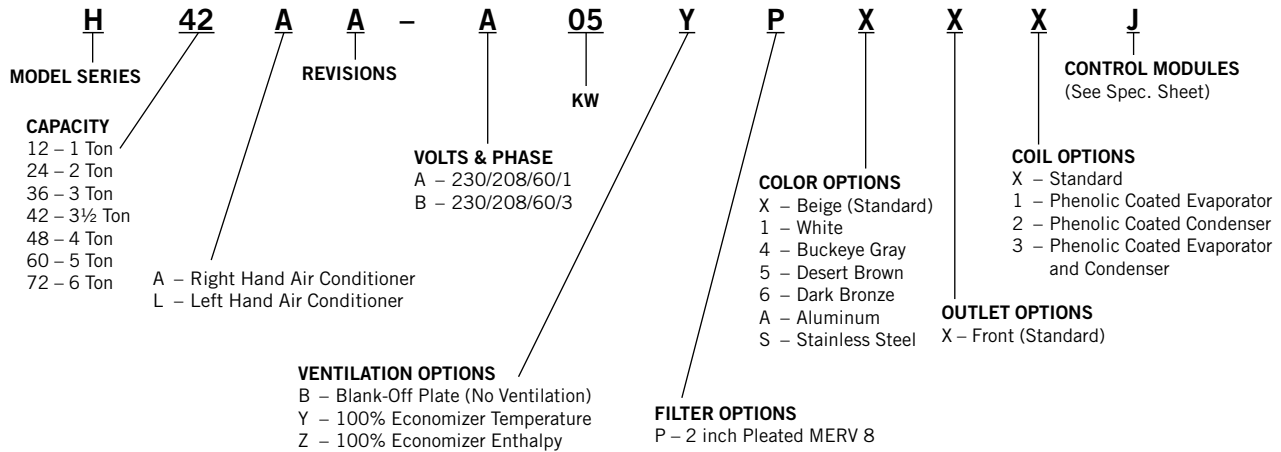 H 42 A A – A 05 Y P X X X J
MODEL SERIES
REVISIONS
KW
CONTROL MODULES
(See Spec. Sheet)
CAPACITY
12 – 1 Ton
24 – 2 Ton
36 – 3 Ton
42 – 3½ Ton
48 – 4 Ton
60 – 5 Ton
72 – 6 Ton
A – Right Hand Air Conditioner
L – Left Hand Air Conditioner
VOLTS & PHASE
A – 230/208/60/1
B – 230/208/60/3
COLOR OPTIONS
X – Beige (Standard)
1 – White
4 – Buckeye Gray
5 – Desert Brown
6 – Dark Bronze
A – Aluminum
S – Stainless Steel
COIL OPTIONS
X – Standard
1 – Phenolic Coated Evaporator
2 – Phenolic Coated Condenser
3 – Phenolic Coated Evaporator
and Condenser
OUTLET OPTIONS
X – Front (Standard)
VENTILATION OPTIONS
B – Blank-Off Plate (No Ventilation)
Y – 100% Economizer Temperature
Z – 100% Economizer Enthalpy
FILTER OPTIONS
P – 2 inch Pleated MERV 8